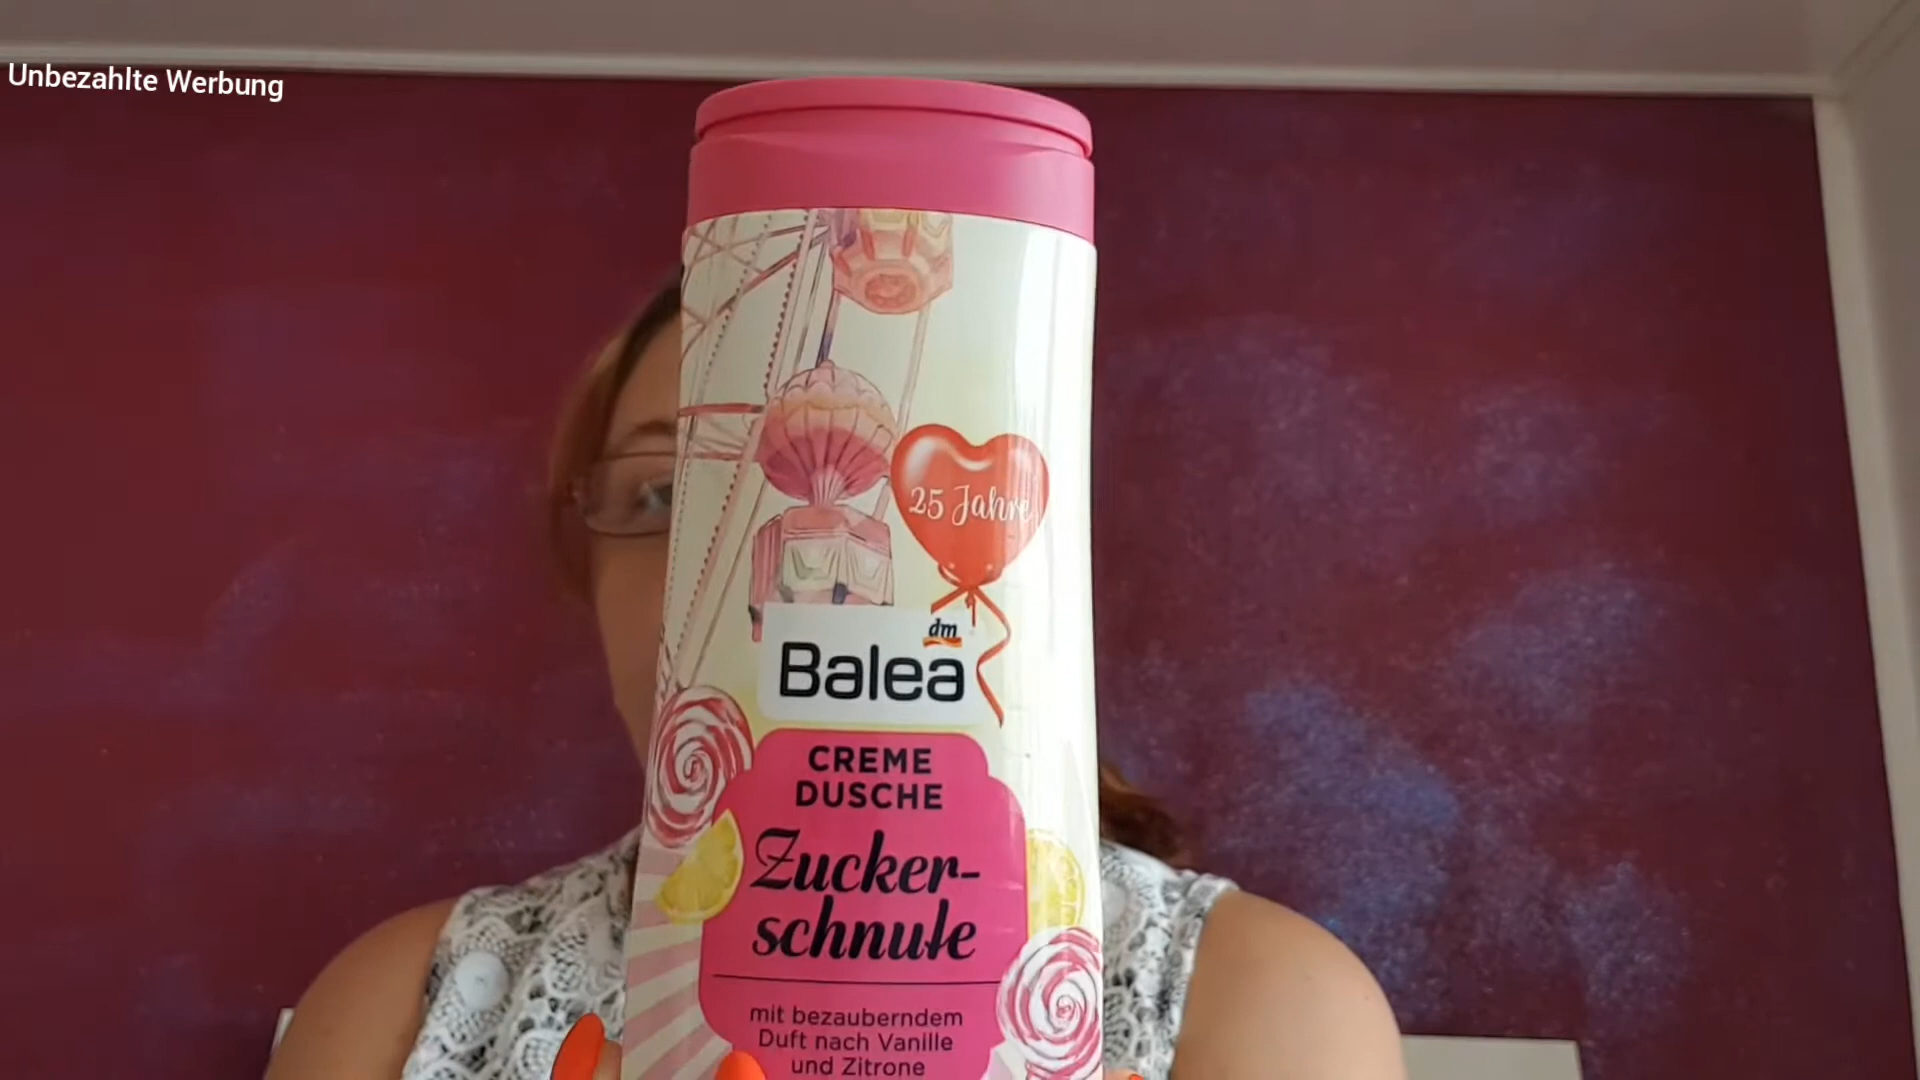 Unbezahlte Werbung
25 Jahre
dm
Balea
CREME
DUSCHE
Zucker-
schnute
mit bezauberndem
Duft nach Vanille
und Zitrone